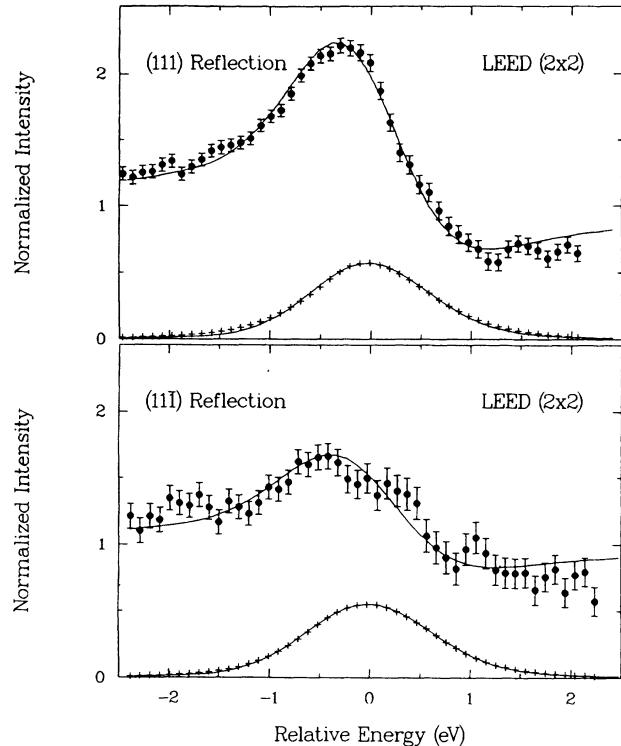 (111) Reflection LEED (2x2)
Normalized Intensity
2
1
0
(111̄) Reflection LEED (2x2)
Normalized Intensity
2
1
0
-2 -1 0 1 2
Relative Energy (eV)